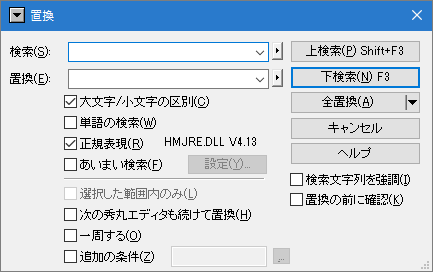 置換
検索(S):
上検索(P) Shift+F3
置換(E):
下検索(N) F3
大文字/小文字の区別(C)
全置換(A)
単語の検索(W)
キャンセル
正規表現(R) HMJRE.DLL V4.13
ヘルプ
あいまい検索(F) 設定(Y)...
検索文字列を強調(I)
選択した範囲内のみ(L)
置換の前に確認(K)
次の秀丸エディタも続けて置換(H)
一周する(O)
追加の条件(Z) ...